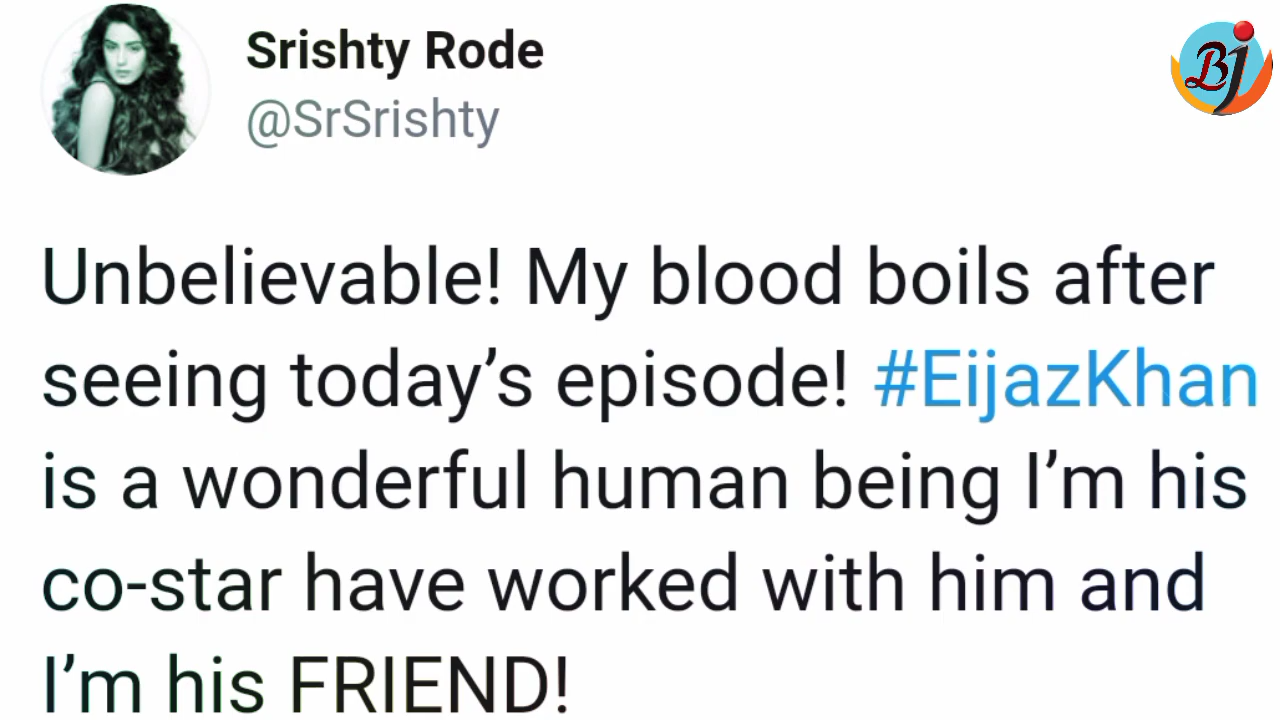 Srishty Rode
@SrSrishty
Bj
Unbelievable! My blood boils after
seeing today’s episode! #EijazKhan
is a wonderful human being I’m his
co-star have worked with him and
I’m his FRIEND!